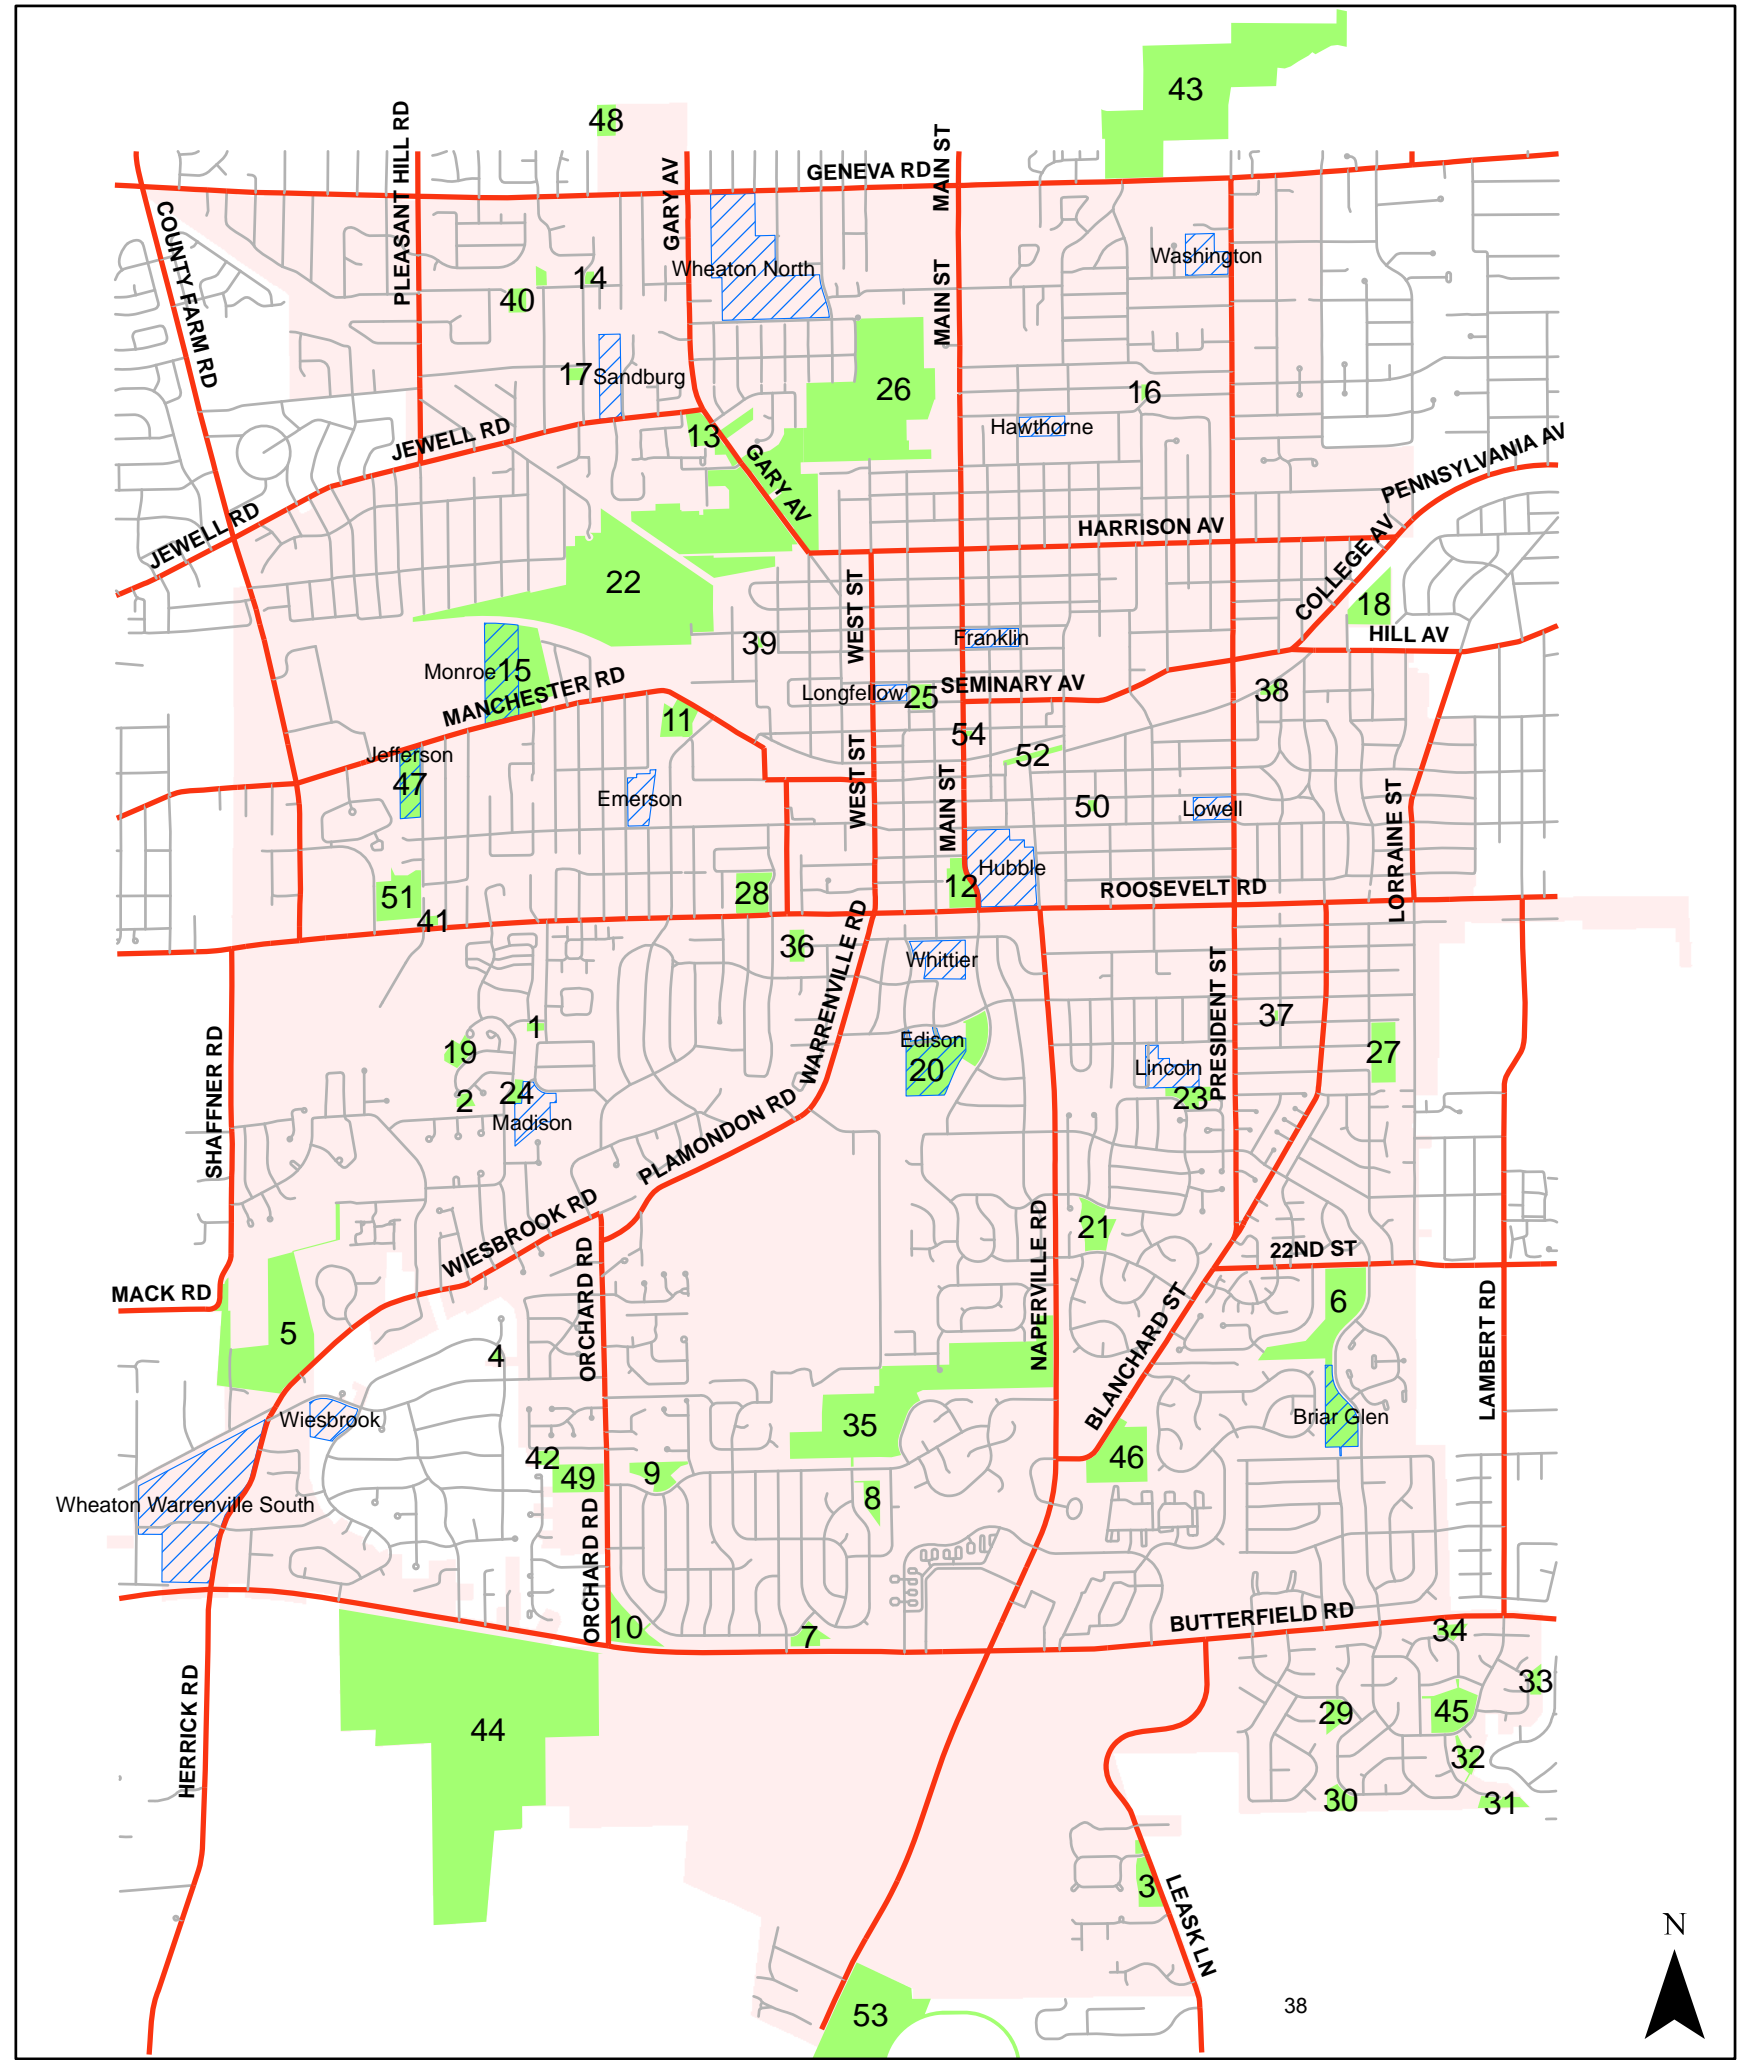 43
48
PLEASANT HILL RD
GARY AV
GENEVA RD
MAIN ST
COUNTY FARM RD
Wheaton North
Washington
14
40
MAIN ST
17
Sandburg
26
16
Hawthorne
JEWELL RD
13
GARY AV
PENNSYLVANIA AV
JEWELL RD
HARRISON AV
COLLEGE AV
22
WEST ST
18
HILL AV
39
Franklin
Monroe
15
MANCHESTER RD
Longfellow
25
SEMINARY AV
38
11
54
52
Jefferson
47
Emerson
WEST ST
MAIN ST
50
Lowell
LORRAINE ST
Hubble
51
28
12
ROOSEVELT RD
41
36
WARRENVILLE RD
Whittier
PRESIDENT ST
1
37
19
Edison
20
27
Lincoln
SHAFFNER RD
2
24
Madison
23
PLAMONDON RD
WIESBROOK RD
21
NAPERVILLE RD
22ND ST
ORCHARD RD
MACK RD
6
LAMBERT RD
5
4
BLANCHARD ST
Wiesbrook
35
Briar Glen
42
49
9
46
8
Wheaton Warrenville South
ORCHARD RD
10
7
BUTTERFIELD RD
34
HERRICK RD
33
44
29
45
32
30
31
3
LEASK LN
N
53
38